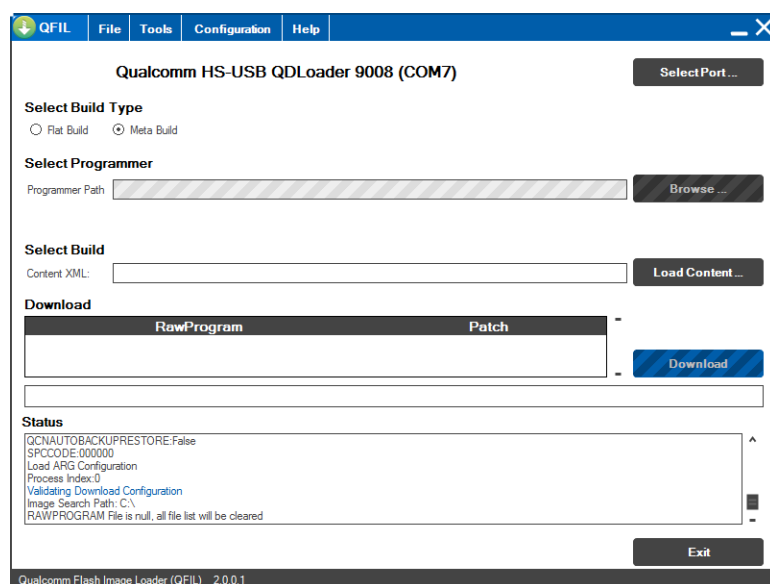 QFIL File Tools Configuration Help
Qualcomm HS-USB QDLoader 9008 (COM7) Select Port ...
Select Build Type
Flat Build Meta Build
Select Programmer
Programmer Path Browse ...
Select Build
Content XML: Load Content ...
Download
RawProgram Patch
Download
Status
QCNAUTOBACKUPRESTORE:False
SPCCODE:000000
Load ARG Configuration
Process Index:0
Validating Download Configuration
Image Search Path: C:\
RAWPROGRAM File is null, all file list will be cleared
Exit
Qualcomm Flash Image Loader (QFIL) 2.0.0.1